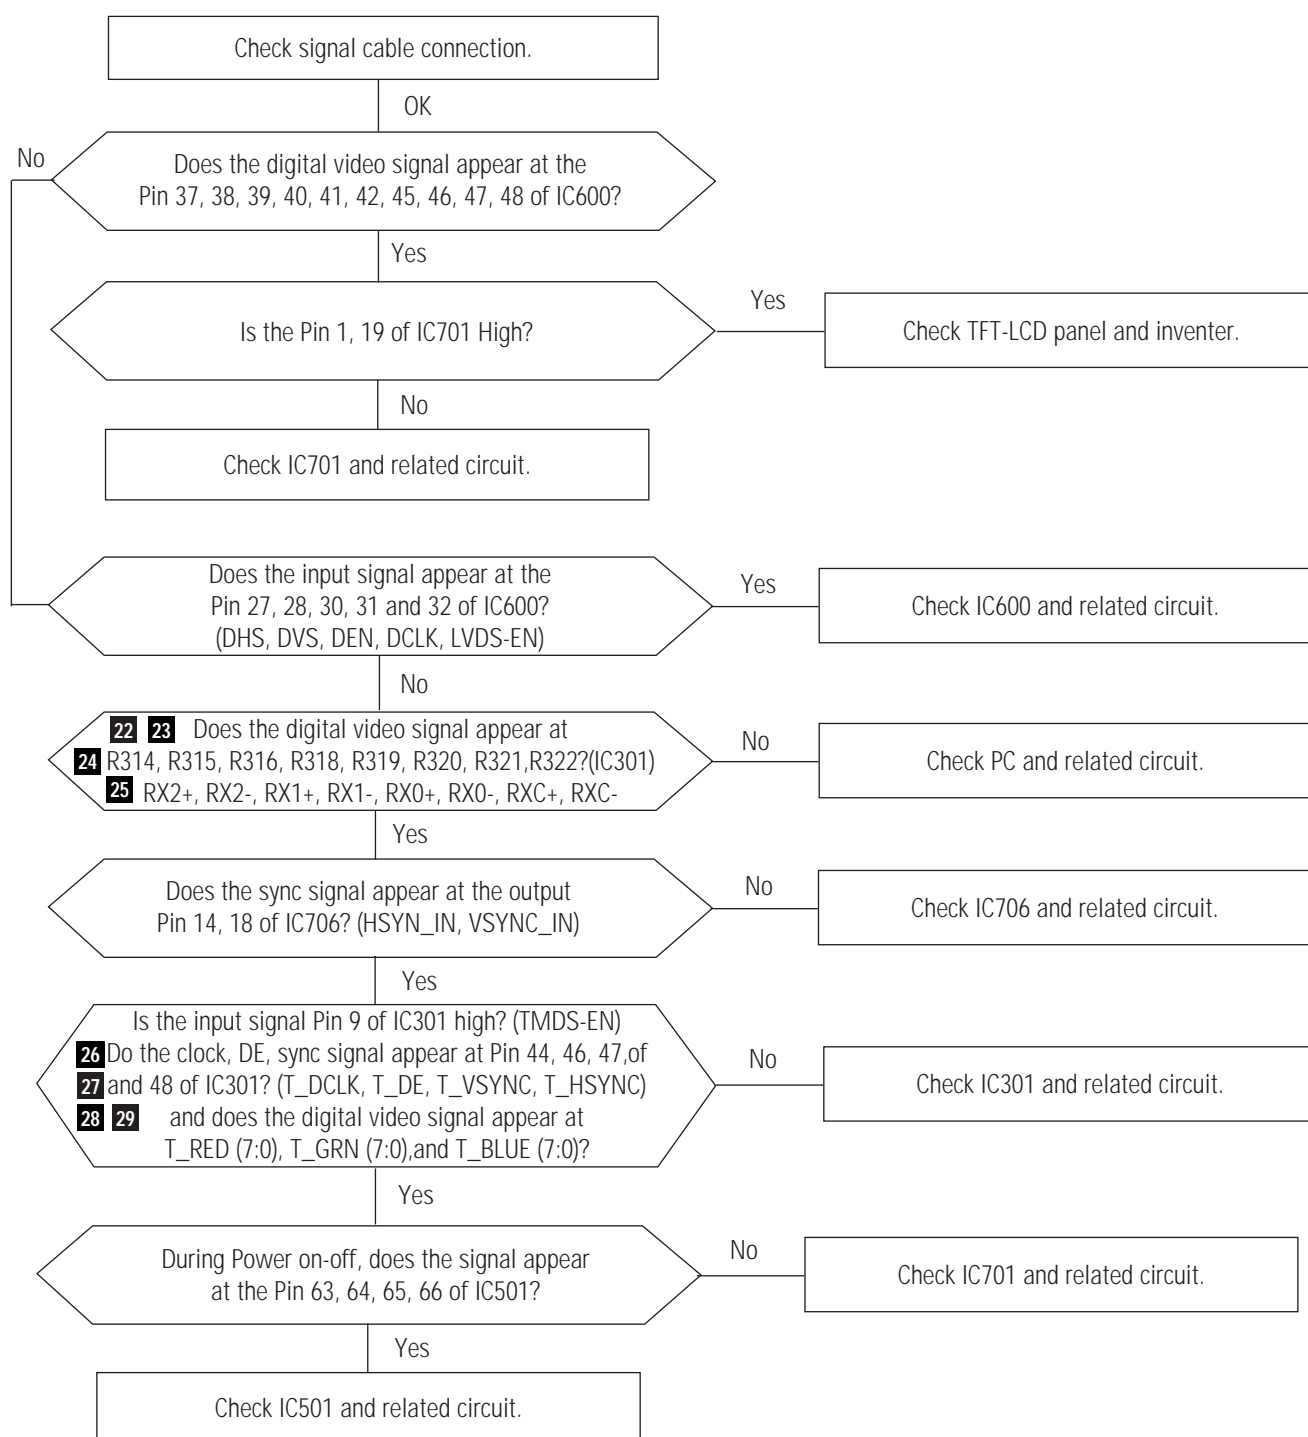 Check signal cable connection.
OK
No
Does the digital video signal appear at the
Pin 37, 38, 39, 40, 41, 42, 45, 46, 47, 48 of IC600?
Yes
Is the Pin 1, 19 of IC701 High?
Yes
Check TFT-LCD panel and inventer.
No
Check IC701 and related circuit.
Does the input signal appear at the
Pin 27, 28, 30, 31 and 32 of IC600?
(DHS, DVS, DEN, DCLK, LVDS-EN)
Yes
Check IC600 and related circuit.
No
22 23 Does the digital video signal appear at
24 R314, R315, R316, R318, R319, R320, R321,R322?(IC301)
25 RX2+, RX2-, RX1+, RX1-, RX0+, RX0-, RXC+, RXC-
No
Check PC and related circuit.
Yes
Does the sync signal appear at the output
Pin 14, 18 of IC706? (HSYN_IN, VSYNC_IN)
No
Check IC706 and related circuit.
Yes
Is the input signal Pin 9 of IC301 high? (TMDS-EN)
26 Do the clock, DE, sync signal appear at Pin 44, 46, 47,of
27 and 48 of IC301? (T_DCLK, T_DE, T_VSYNC, T_HSYNC)
28 29 and does the digital video signal appear at
T_RED (7:0), T_GRN (7:0),and T_BLUE (7:0)?
No
Check IC301 and related circuit.
Yes
During Power on-off, does the signal appear
at the Pin 63, 64, 65, 66 of IC501?
No
Check IC701 and related circuit.
Yes
Check IC501 and related circuit.